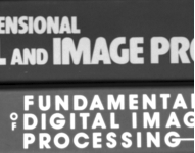 ENSIONAL
L AND IMAGE PRO
FUNDAMENTAL
OF DIGITAL IMAG
PROCESSING